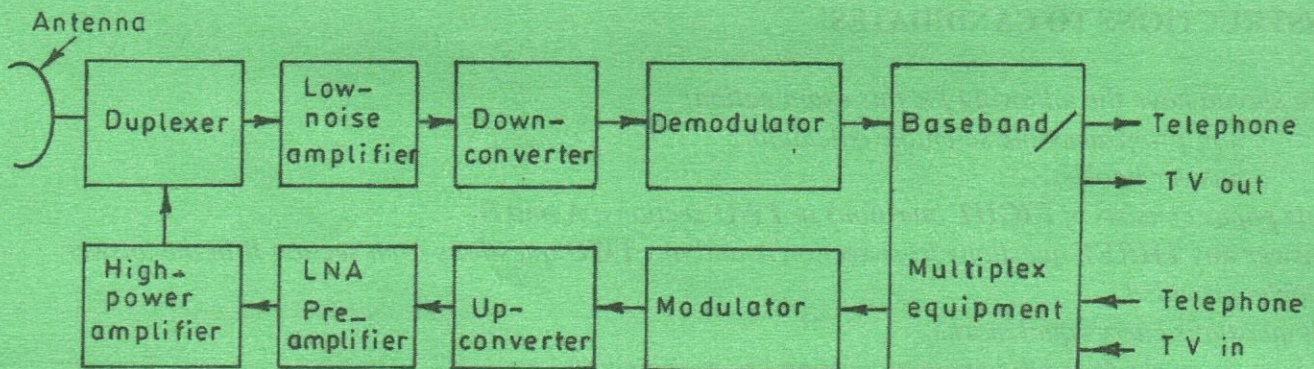 Antenna
Duplexer
Low-
noise
amplifier
Down-
converter
Demodulator
Baseband/
Telephone
TV out
High-
power
amplifier
LNA
Pre_
amplifier
Up-
converter
Modulator
Multiplex
equipment
Telephone
TV in